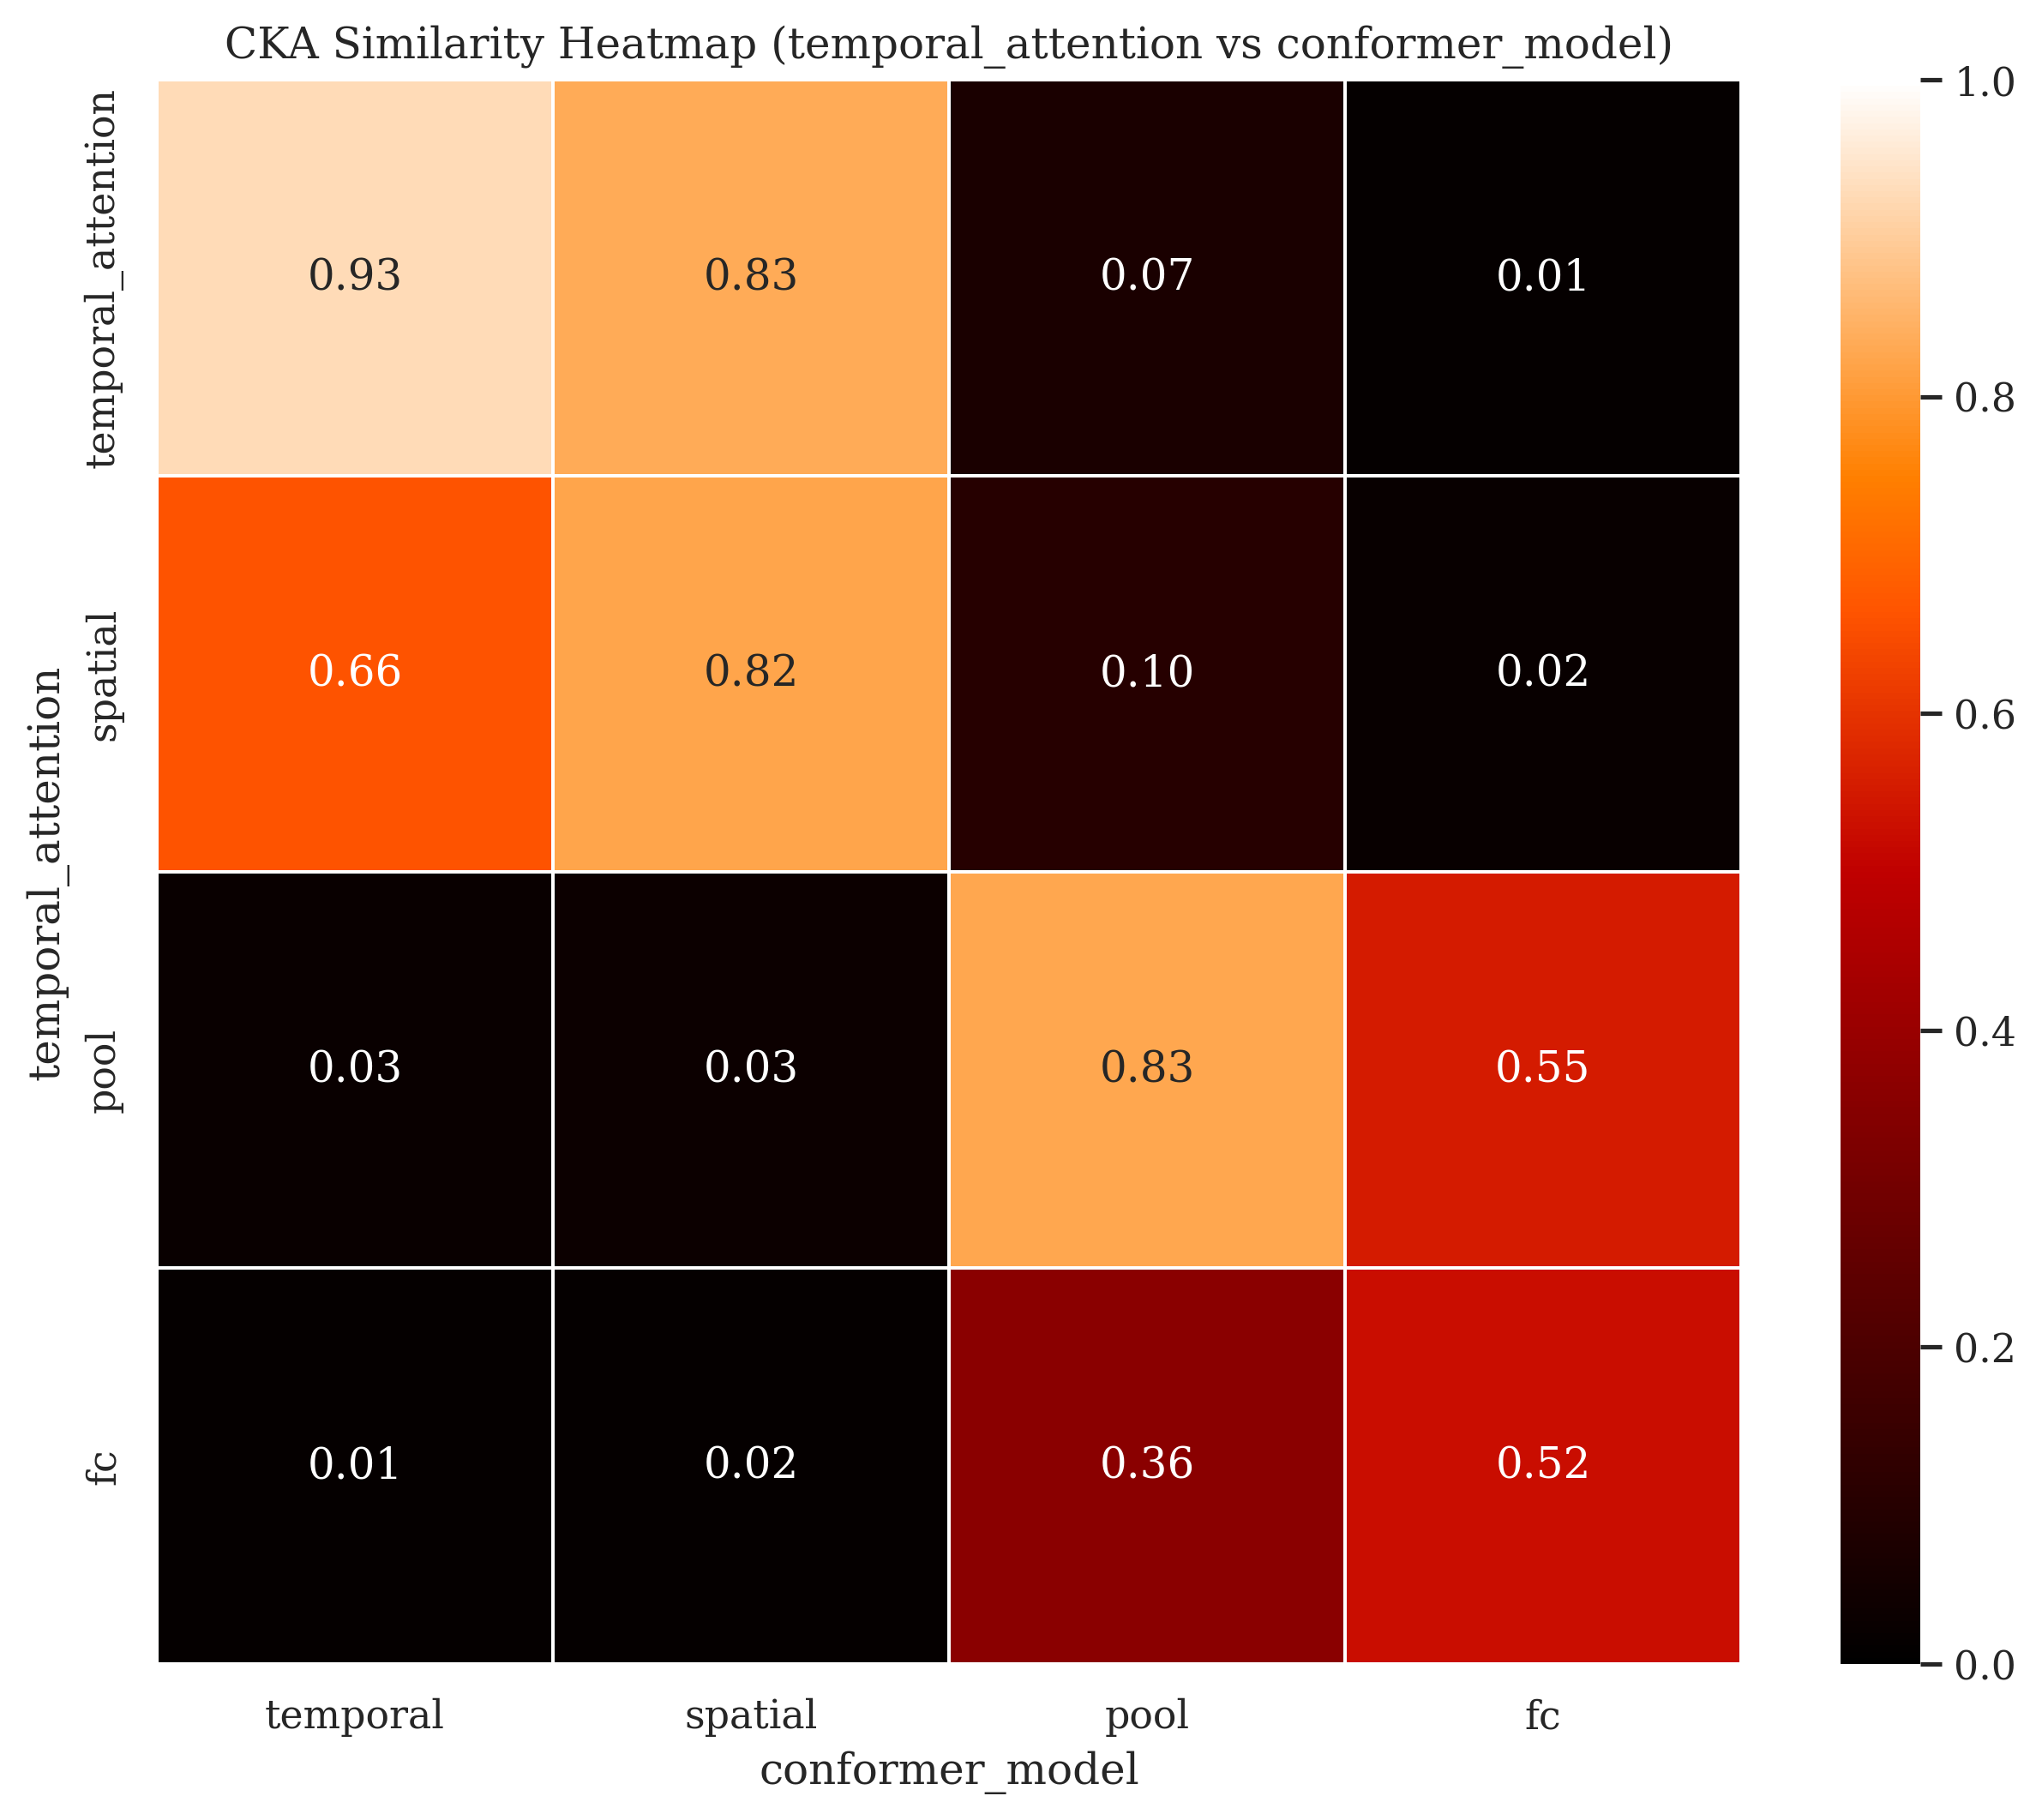 CKA Similarity Heatmap (temporal_attention vs conformer_model)
temporal_attention
temporal_attention
0.93 0.83 0.07 0.01
spatial
0.66 0.82 0.10 0.02
pool
0.03 0.03 0.83 0.55
fc
0.01 0.02 0.36 0.52
temporal spatial pool fc
conformer_model
1.0
0.8
0.6
0.4
0.2
0.0